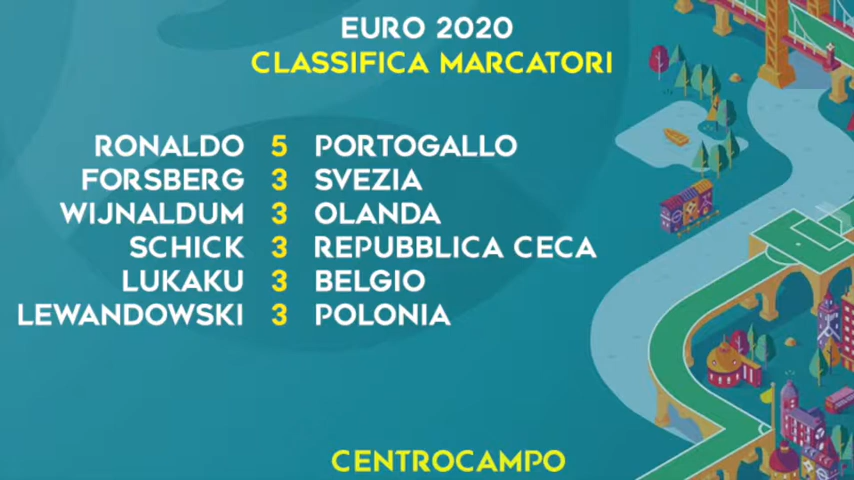 EURO 2020
CLASSIFICA MARCATORI
RONALDO 5 PORTOGALLO
FORSBERG 3 SVEZIA
WIJNALDUM 3 OLANDA
SCHICK 3 REPUBBLICA CECA
LUKAKU 3 BELGIO
LEWANDOWSKI 3 POLONIA
CENTROCAMPO